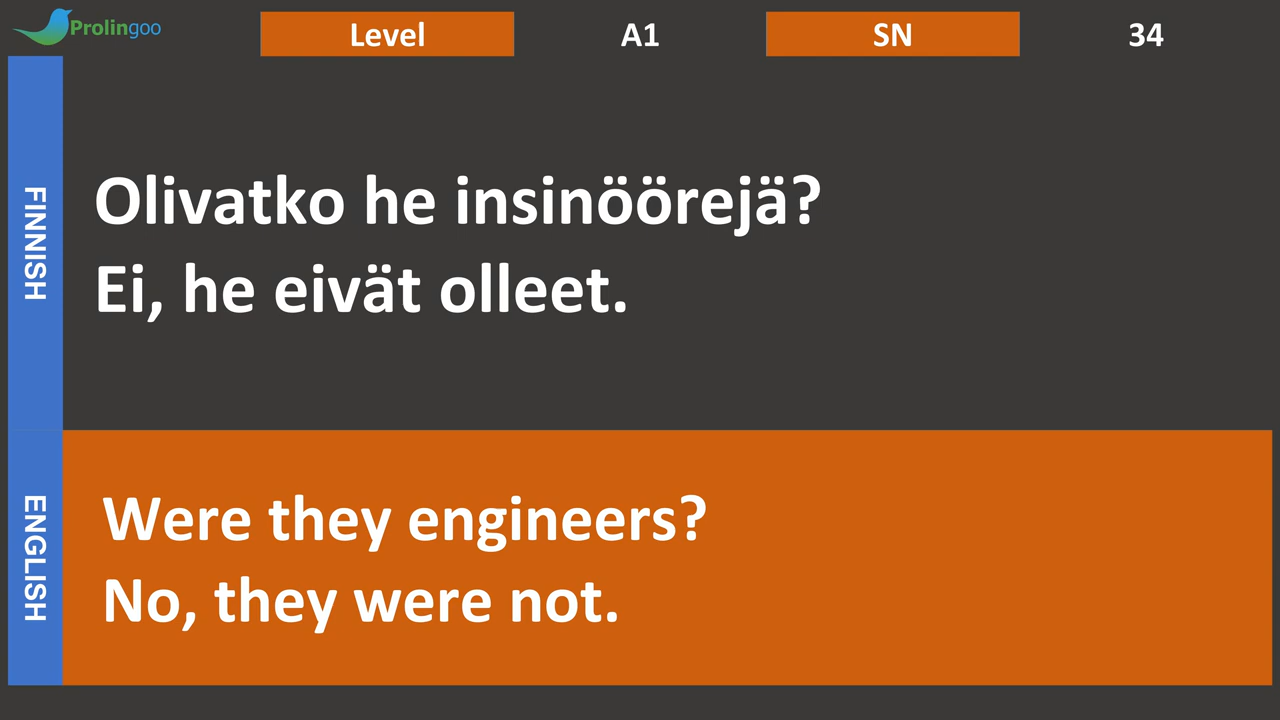 Prolingoo
Level A1 SN 34
FINNISH
Olivatko he insinöörejä?
Ei, he eivät olleet.
ENGLISH
Were they engineers?
No, they were not.